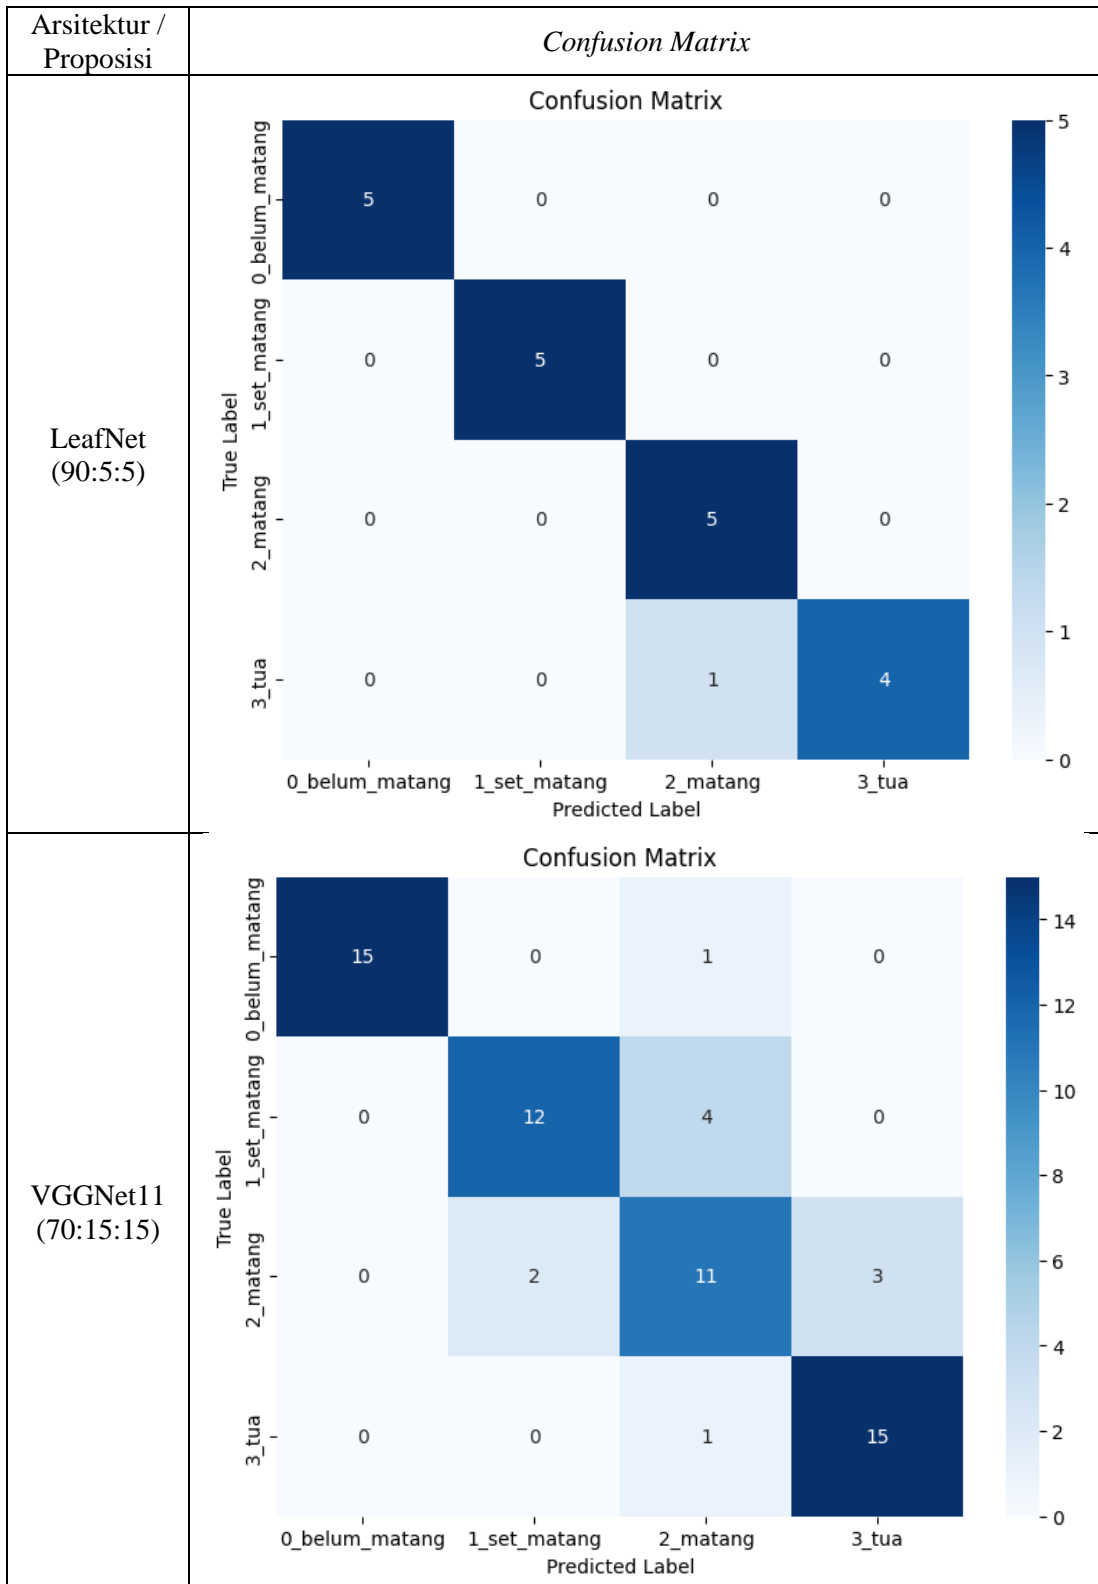 Arsitektur /
Proposisi
Confusion Matrix
LeafNet
(90:5:5)
Confusion Matrix
True Label
0_belum_matang
5 0 0 0
1_set_matang
0 5 0 0
2_matang
0 0 5 0
3_tua
0 0 1 4
0_belum_matang 1_set_matang 2_matang 3_tua
Predicted Label
5
4
3
2
1
0
VGGNet11
(70:15:15)
Confusion Matrix
True Label
0_belum_matang
15 0 1 0
1_set_matang
0 12 4 0
2_matang
0 2 11 3
3_tua
0 0 1 15
0_belum_matang 1_set_matang 2_matang 3_tua
Predicted Label
14
12
10
8
6
4
2
0